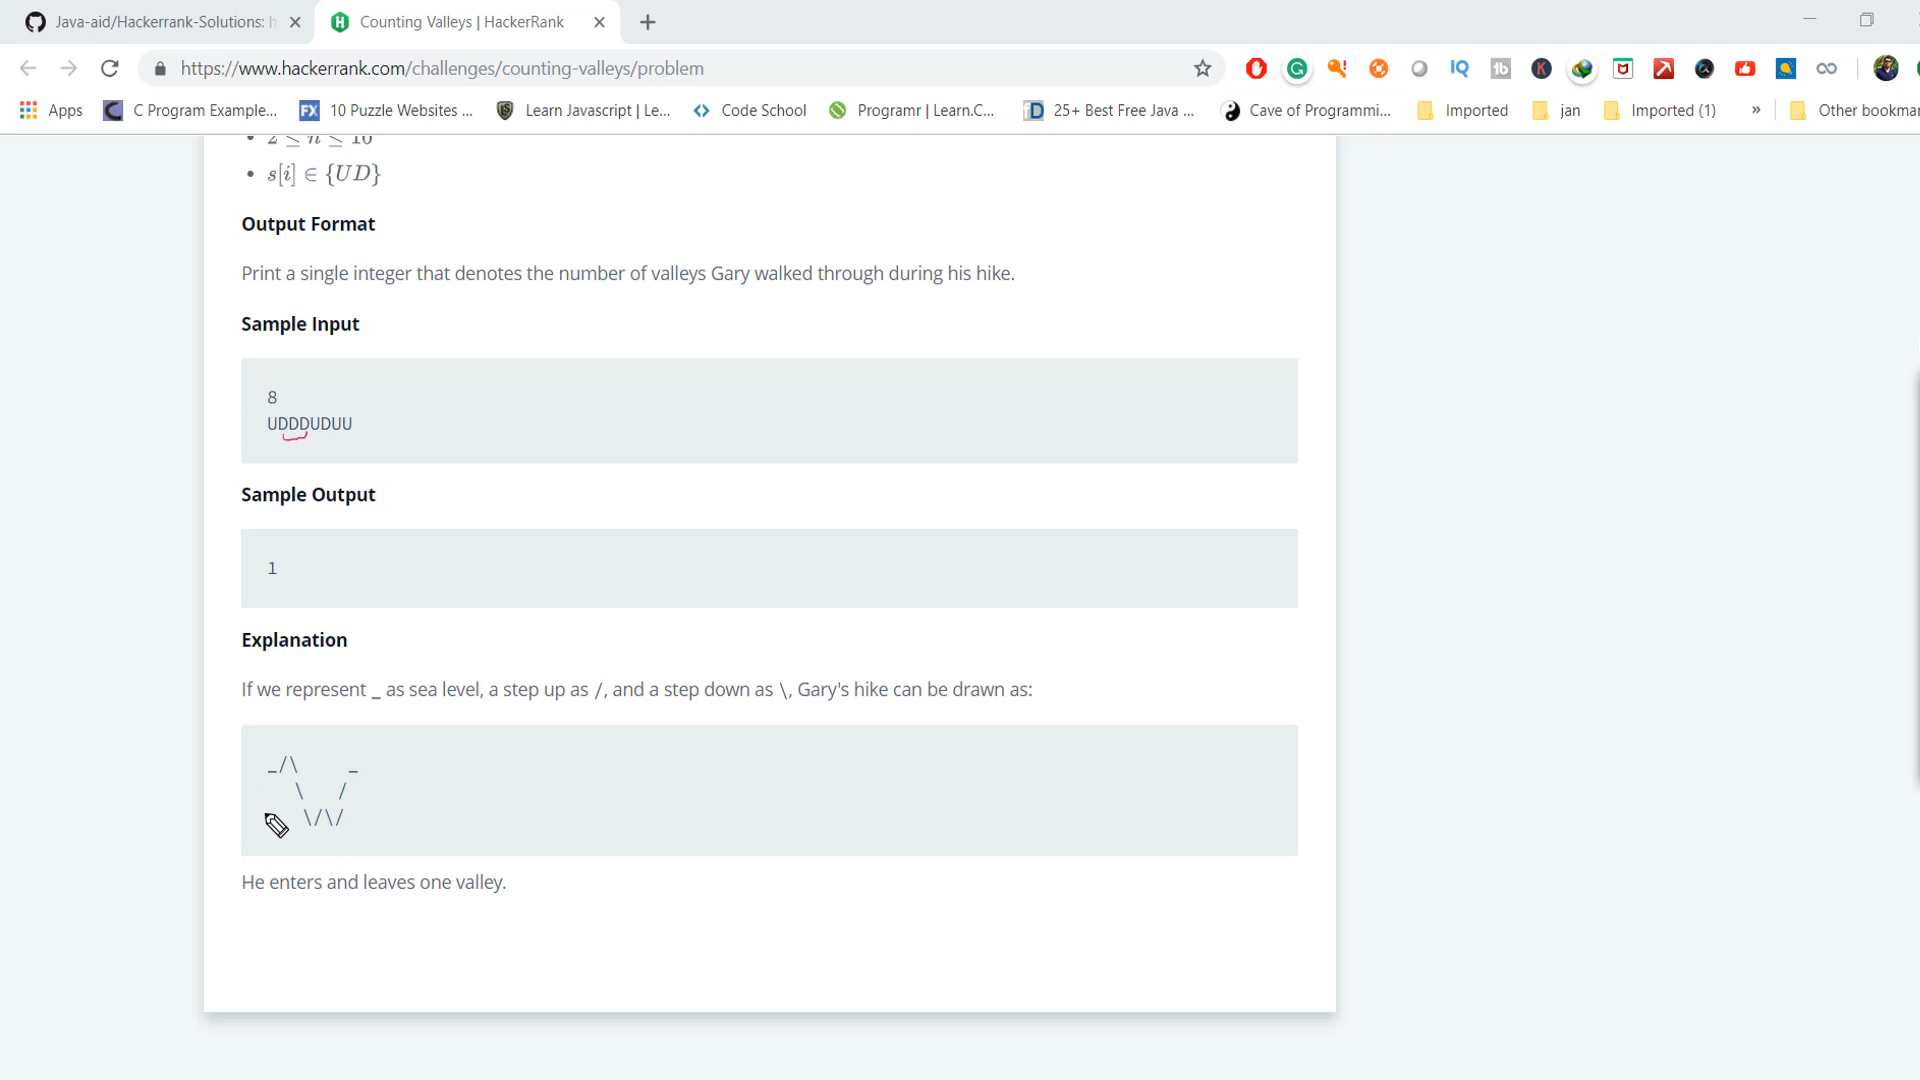 Java-aid/Hackerrank-Solutions: h
Counting Valleys | HackerRank
https://www.hackerrank.com/challenges/counting-valleys/problem
Apps
C Program Example...
10 Puzzle Websites ...
Learn Javascript | Le...
Code School
Programr | Learn.C...
25+ Best Free Java ...
Cave of Programmi...
Imported
jan
Imported (1)
»
Other bookmar
• 2 ≤ n ≤ 10
• s[i] ∈ {UD}
Output Format
Print a single integer that denotes the number of valleys Gary walked through during his hike.
Sample Input
8
UDDDUDUU
Sample Output
1
Explanation
If we represent _ as sea level, a step up as /, and a step down as \, Gary's hike can be drawn as:
_/\      _
   \    /
    \/\/
He enters and leaves one valley.